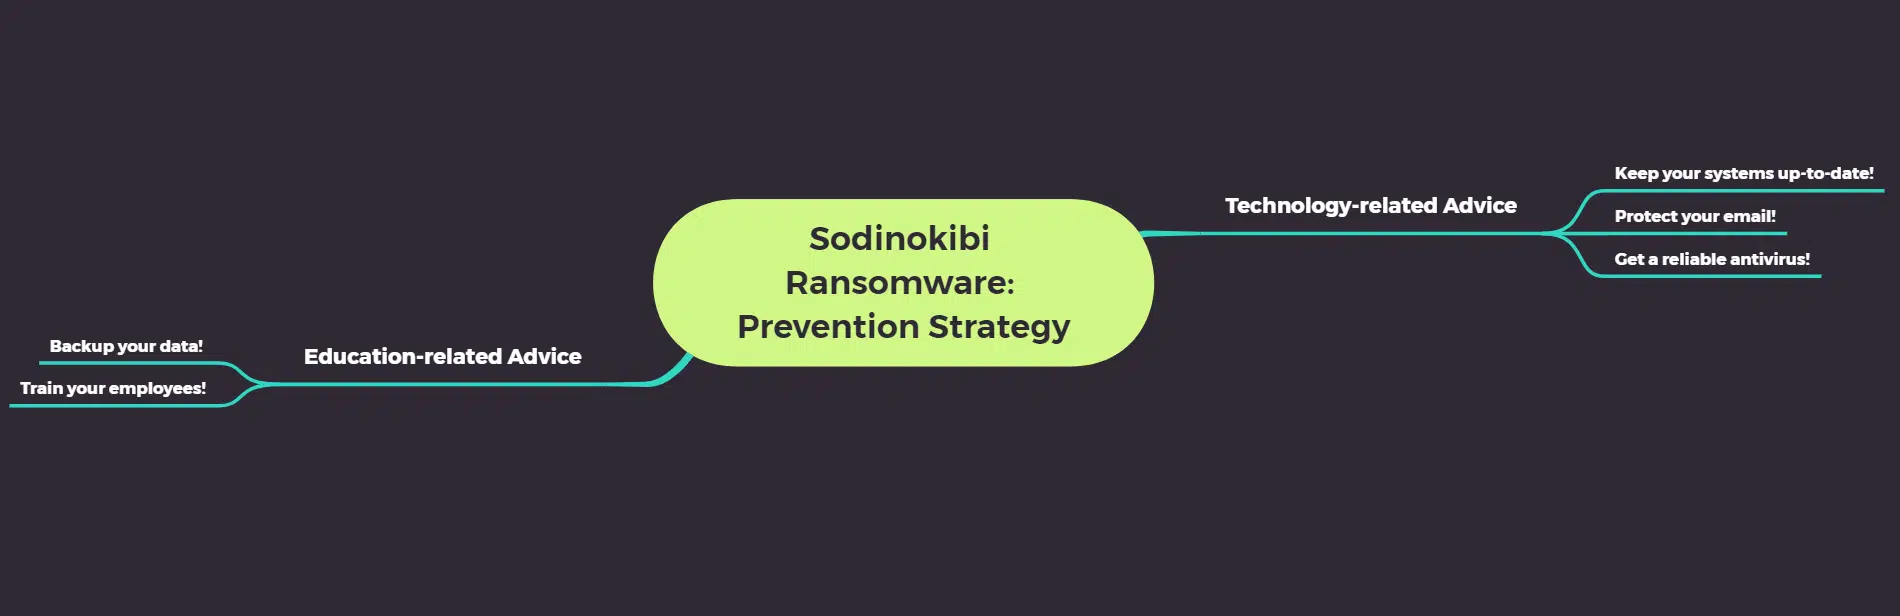 Sodinokibi
Ransomware:
Prevention Strategy
Technology-related Advice
Keep your systems up-to-date!
Protect your email!
Get a reliable antivirus!
Education-related Advice
Backup your data!
Train your employees!